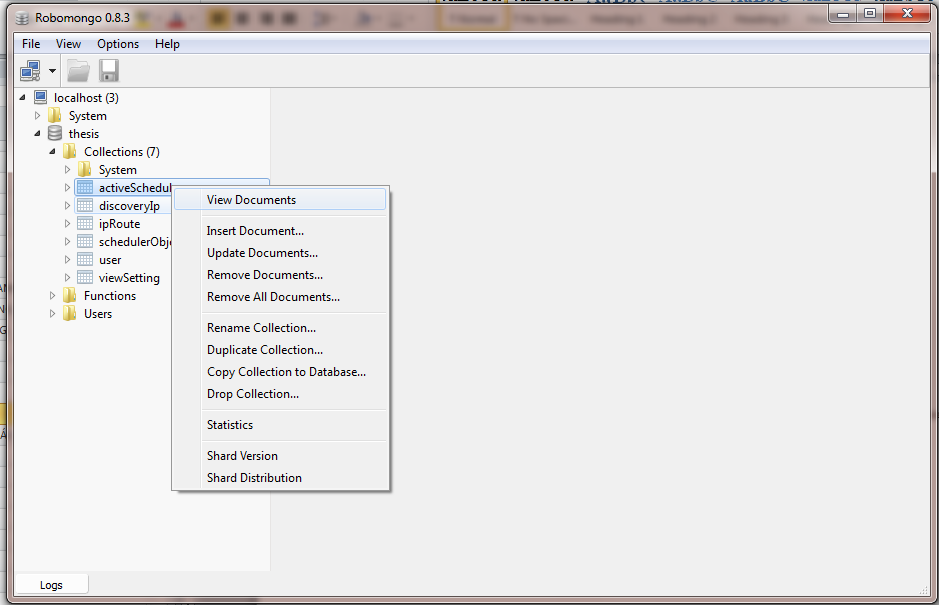 Robomongo 0.8.3
File View Options Help
localhost (3)
System
thesis
Collections (7)
System
activeSchedul
discoveryIp
ipRoute
schedulerObj
user
viewSetting
Functions
Users
View Documents
Insert Document...
Update Documents...
Remove Documents...
Remove All Documents...
Rename Collection...
Duplicate Collection...
Copy Collection to Database...
Drop Collection...
Statistics
Shard Version
Shard Distribution
Logs